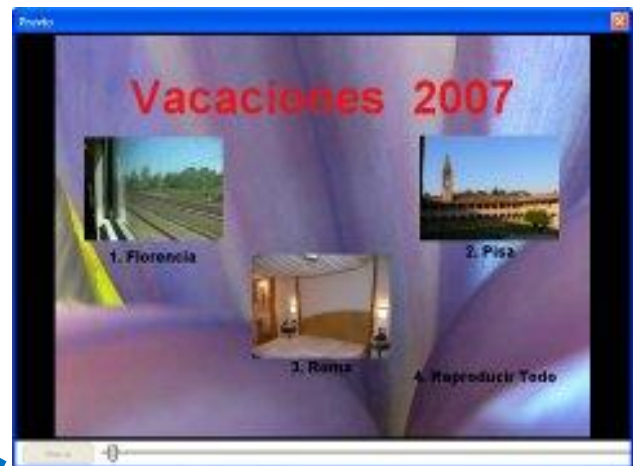 Vacaciones 2007
1. Florencia
2. Pisa
3. Roma
4. Reproducir Todo